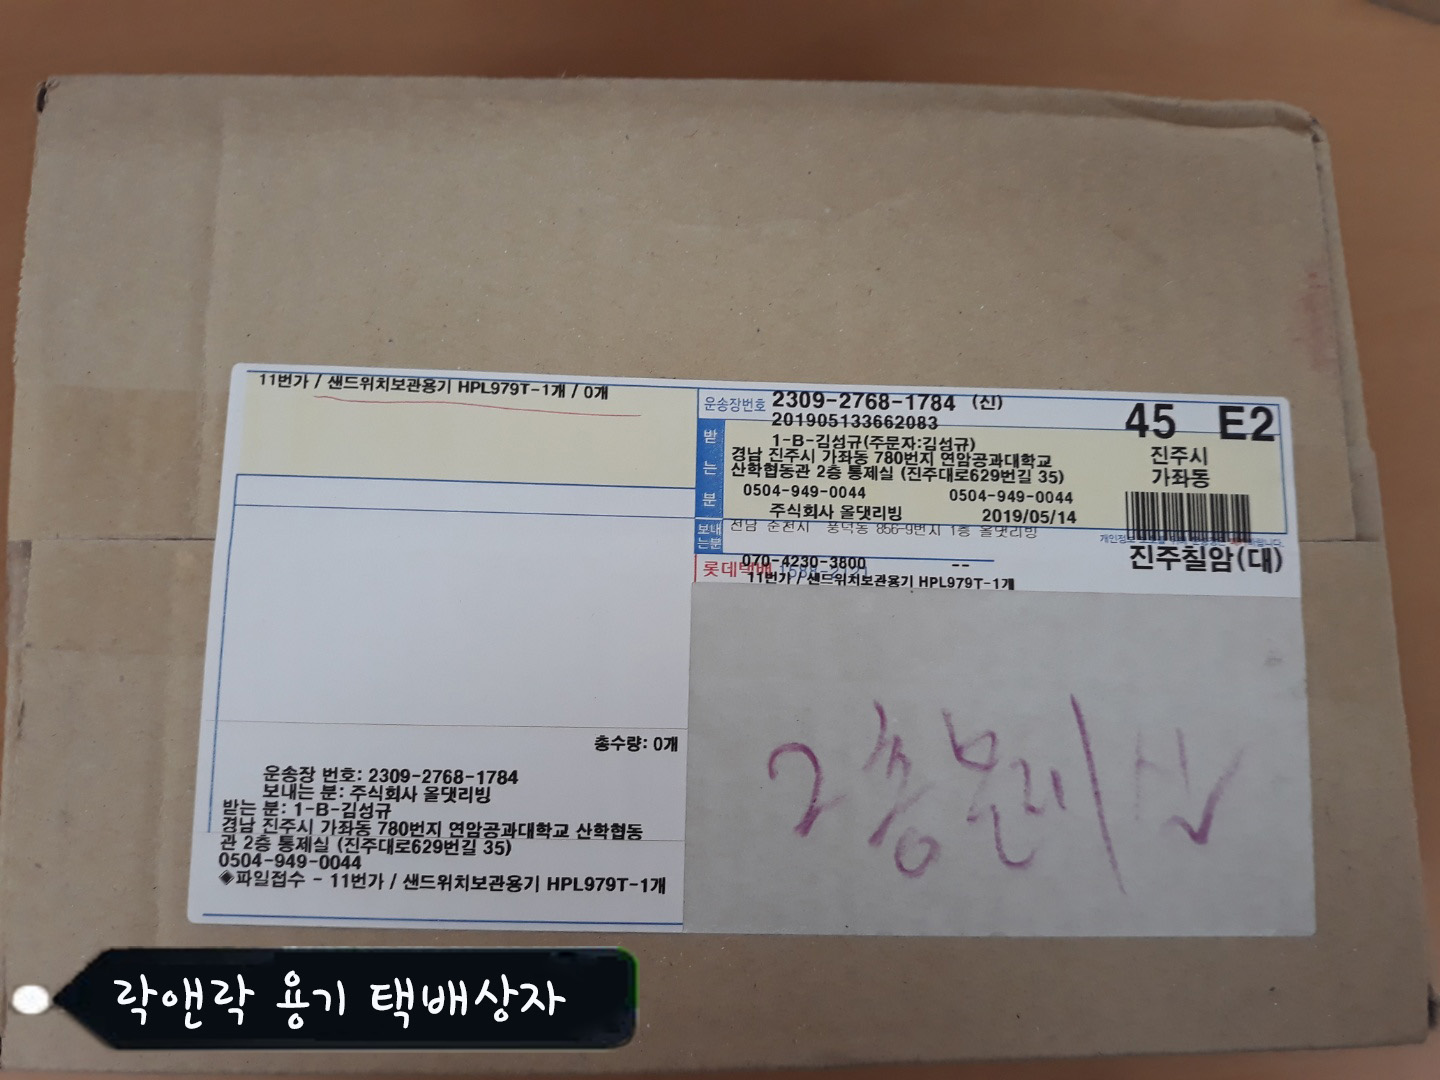 11번가 / 샌드위치보관용기 HPL979T-1개 / 0개
운송장번호 2309-2768-1784 (신)
201905133662083
45 E2
받는분
1-B-김성규(주문자:김성규)
경남 진주시 가좌동 780번지 연암공과대학교
산학협동관 2층 통제실 (진주대로629번길 35)
진주시
가좌동
0504-949-0044 0504-949-0044
주식회사 올댓리빙 2019/05/14
보내는분
전남 순천시 풍덕동 856-9번지 1층 올댓리빙
진주칠암(대)
070-4230-3800 --
롯데택배
11번가 / 샌드위치보관용기 HPL979T-1개
총수량: 0개
운송장 번호: 2309-2768-1784
보내는 분: 주식회사 올댓리빙
받는 분: 1-B-김성규
경남 진주시 가좌동 780번지 연암공과대학교 산학협동
관 2층 통제실 (진주대로629번길 35)
0504-949-0044
◈파일접수 - 11번가 / 샌드위치보관용기 HPL979T-1개
2층
락앤락 용기 택배상자